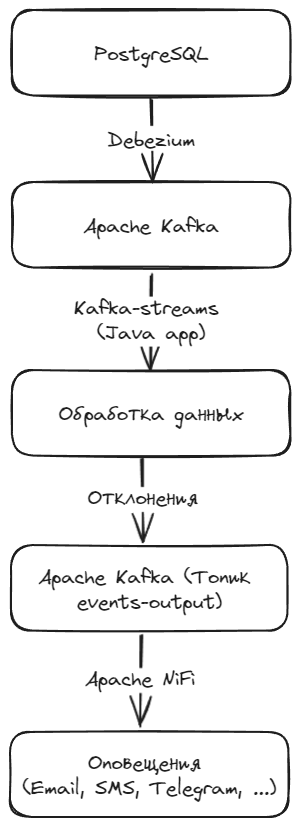 PostgreSQL
Debezium
Apache Kafka
Kafka-streams
(Java app)
Обработка данных
Отклонения
Apache Kafka (Топик
events-output)
Apache NiFi
Оповещения
(Email, SMS, Telegram, ...)